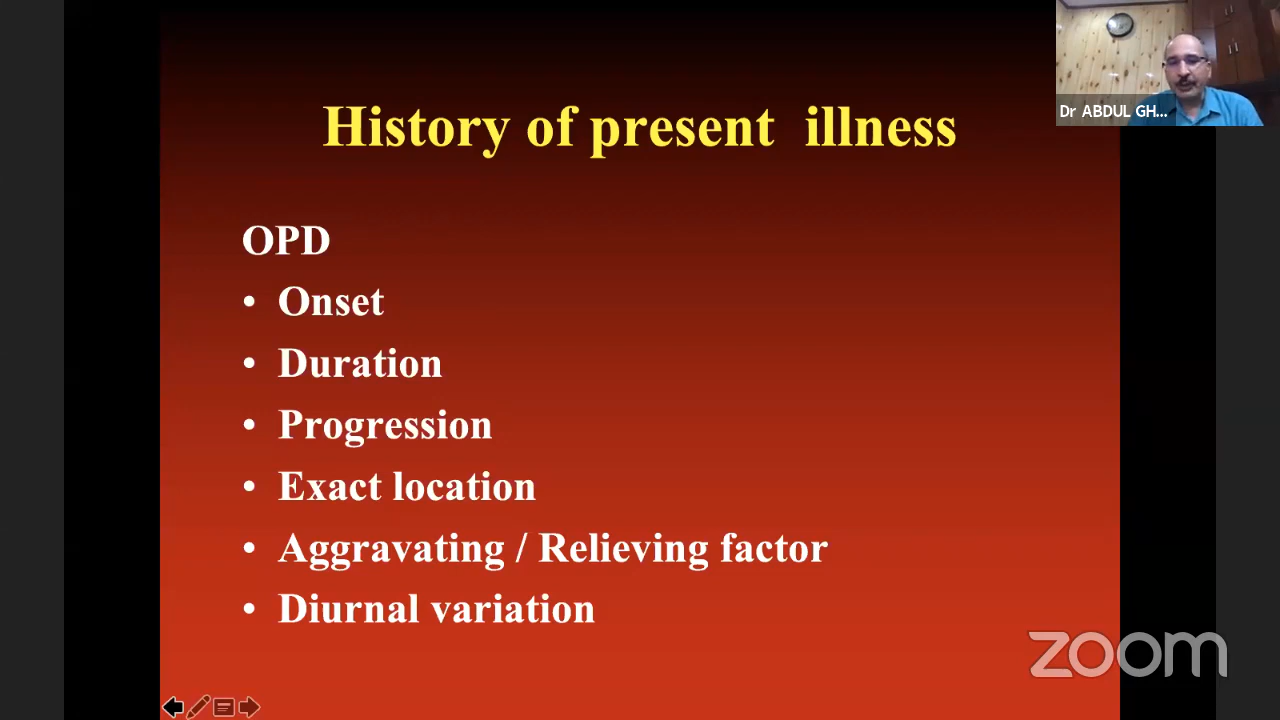 History of present illness
Dr ABDUL GH...
OPD
• Onset
• Duration
• Progression
• Exact location
• Aggravating / Relieving factor
• Diurnal variation
zoom